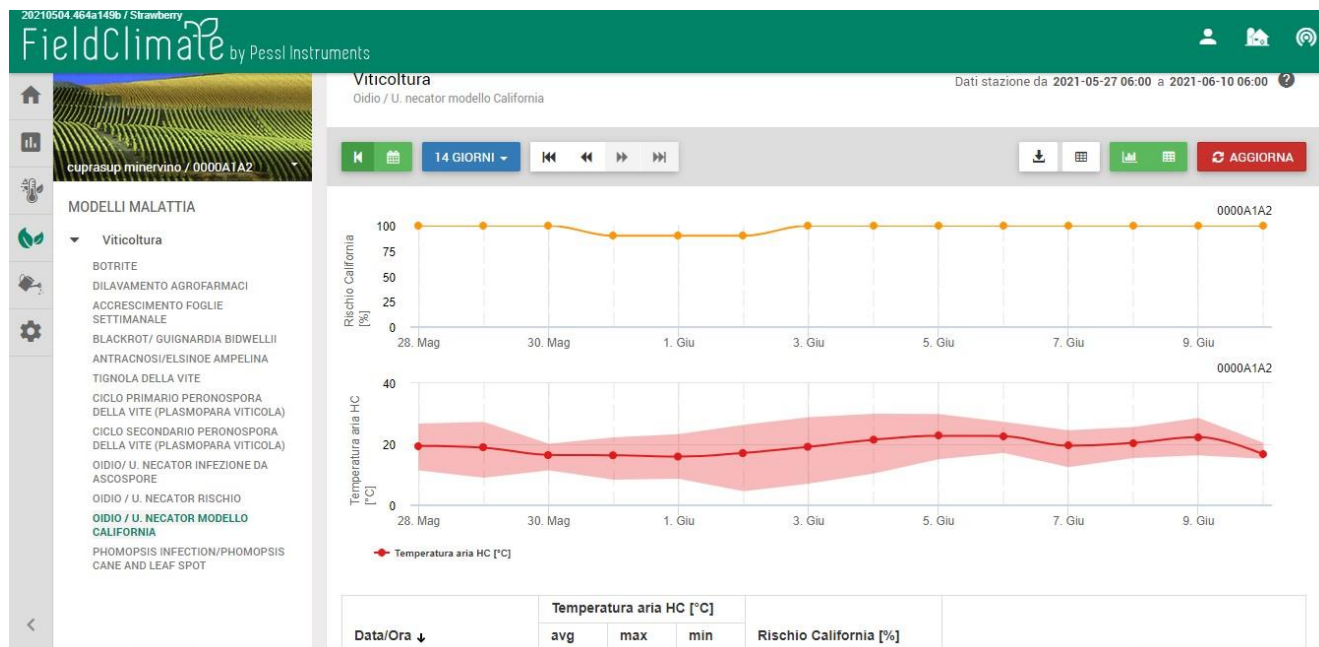 20210504.464a149b / Strawberry
FieldClimate by Pessl Instruments
cuprasup minervino / 0000A1A2
MODELLI MALATTIA
Viticoltura
BOTRITE
DILAVAMENTO AGROFARMACI
ACCRESCIMENTO FOGLIE
SETTIMANALE
BLACKROT/ GUIGNARDIA BIDWELLII
ANTRACNOSI/ELSINOE AMPELINA
TIGNOLA DELLA VITE
CICLO PRIMARIO PERONOSPORA
DELLA VITE (PLASMOPARA VITICOLA)
CICLO SECONDARIO PERONOSPORA
DELLA VITE (PLASMOPARA VITICOLA)
OIDIO/ U. NECATOR INFEZIONE DA
ASCOSPORE
OIDIO / U. NECATOR RISCHIO
OIDIO / U. NECATOR MODELLO
CALIFORNIA
PHOMOPSIS INFECTION/PHOMOPSIS
CANE AND LEAF SPOT
Viticoltura
Oidio / U. necator modello California
Dati stazione da 2021-05-27 06:00 a 2021-06-10 06:00
14 GIORNI
AGGIORNA
0000A1A2
Rischio California
[%]
100
75
50
25
0
28. Mag 30. Mag 1. Giu 3. Giu 5. Giu 7. Giu 9. Giu
0000A1A2
Temperatura aria HC
[°C]
40
20
0
28. Mag 30. Mag 1. Giu 3. Giu 5. Giu 7. Giu 9. Giu
Temperatura aria HC [°C]
Temperatura aria HC [°C]
Data/Ora avg max min Rischio California [%]